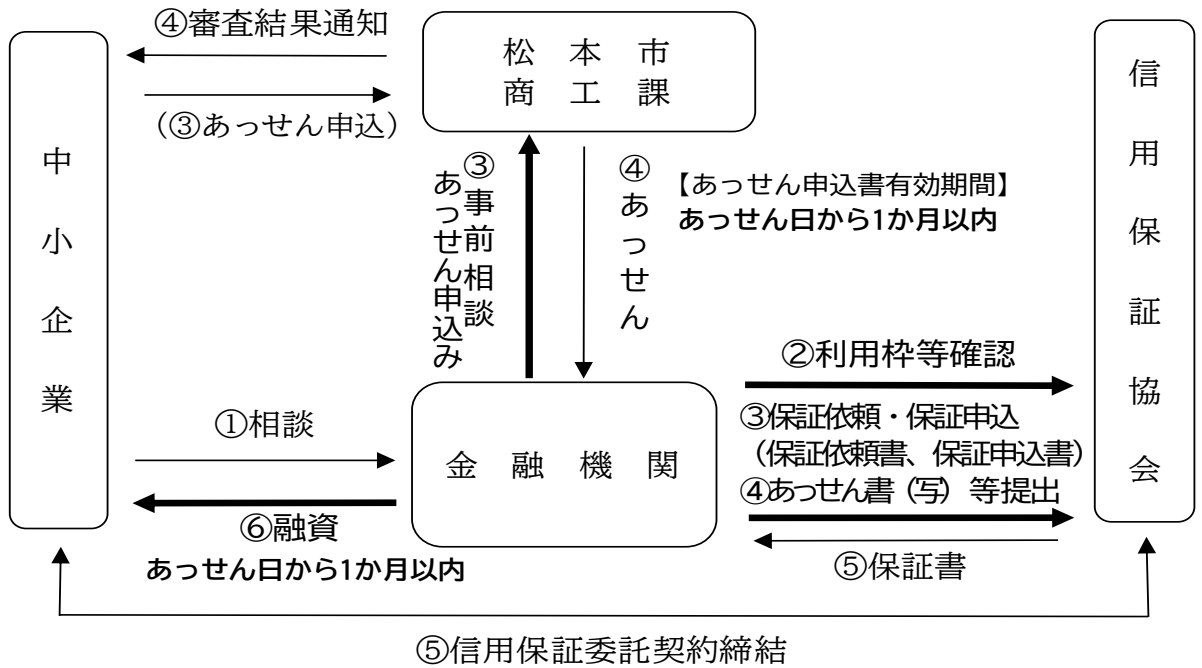 ④審査結果通知
(③あっせん申込)
松本市
商工課
中小企業
信用保証協会
③事前相談
あっせん申込み
④あっせん
【あっせん申込書有効期間】
あっせん日から1か月以内
②利用枠等確認
③保証依頼・保証申込
(保証依頼書、保証申込書)
④あっせん書(写)等提出
⑤保証書
①相談
金融機関
⑥融資
あっせん日から1か月以内
⑤信用保証委託契約締結